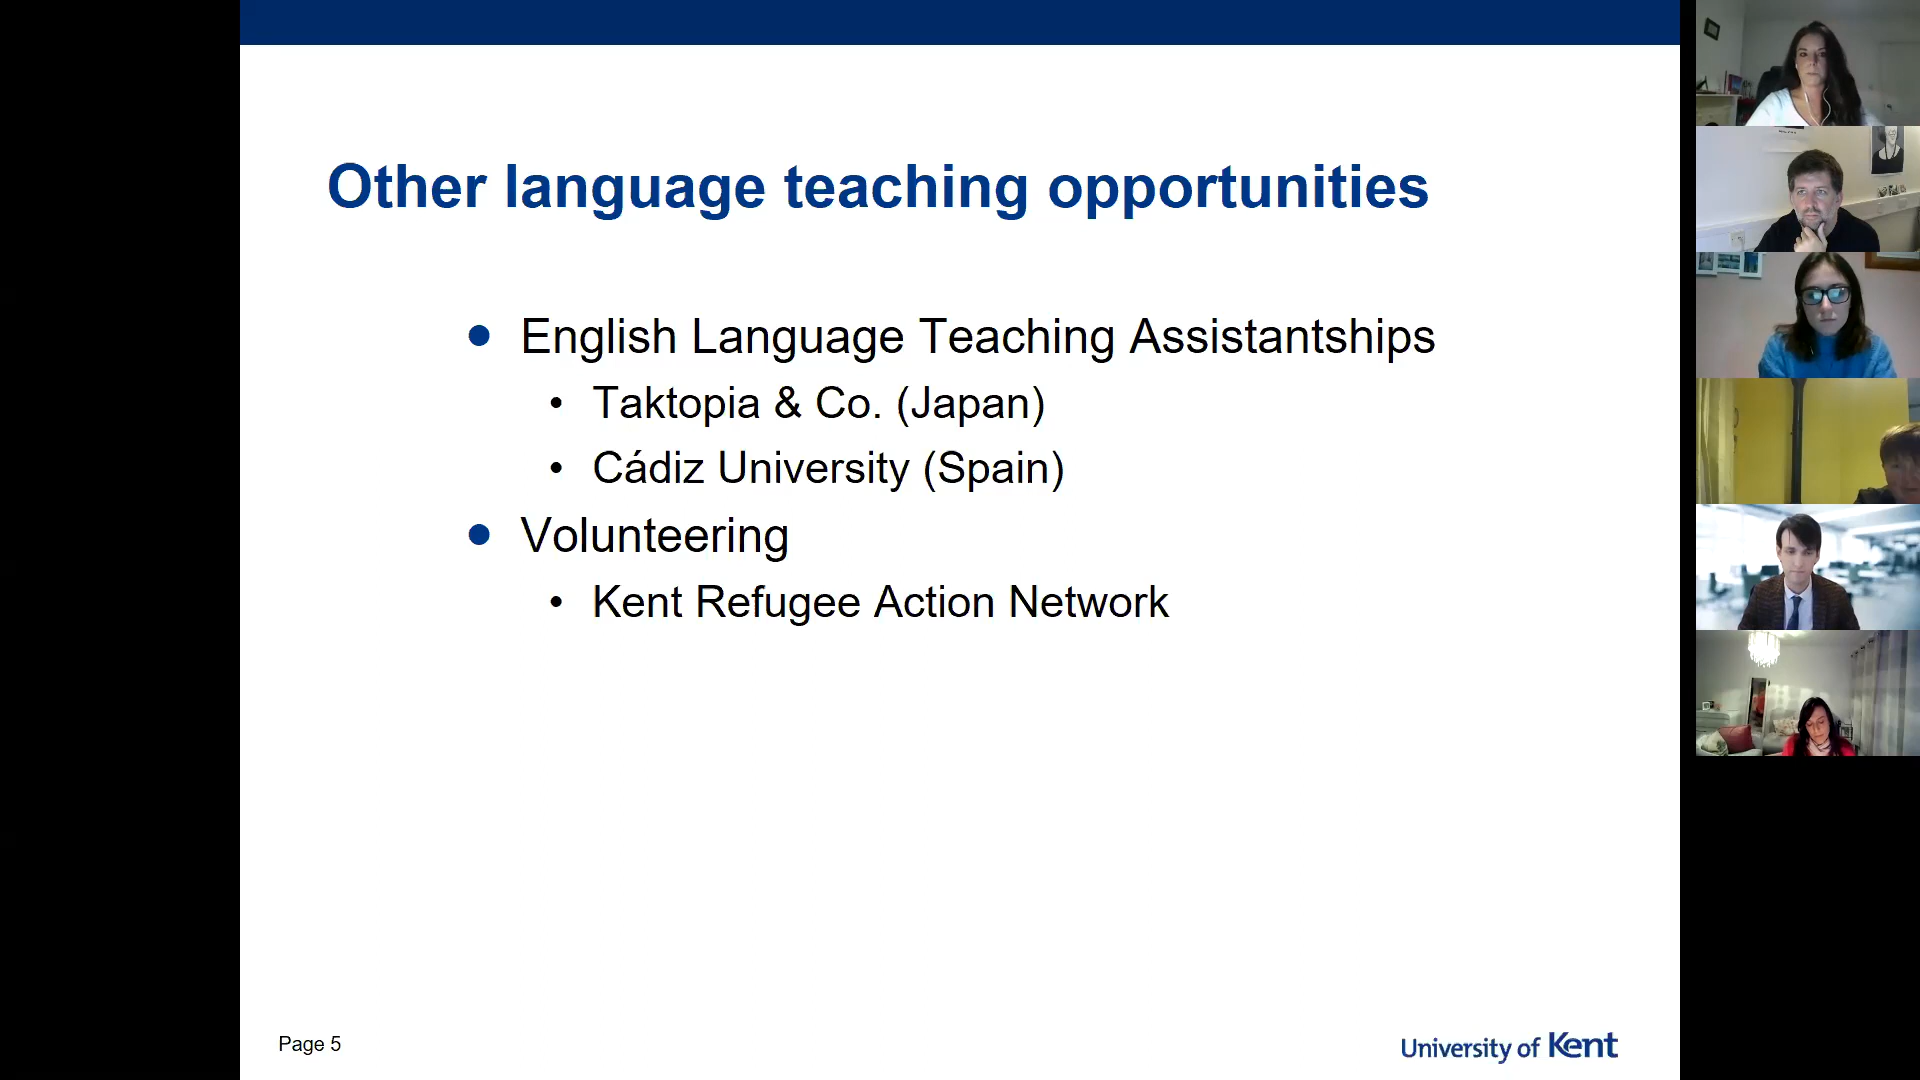 Other language teaching opportunities
● English Language Teaching Assistantships
• Taktopia & Co. (Japan)
• Cádiz University (Spain)
● Volunteering
• Kent Refugee Action Network
Page 5
University of Kent